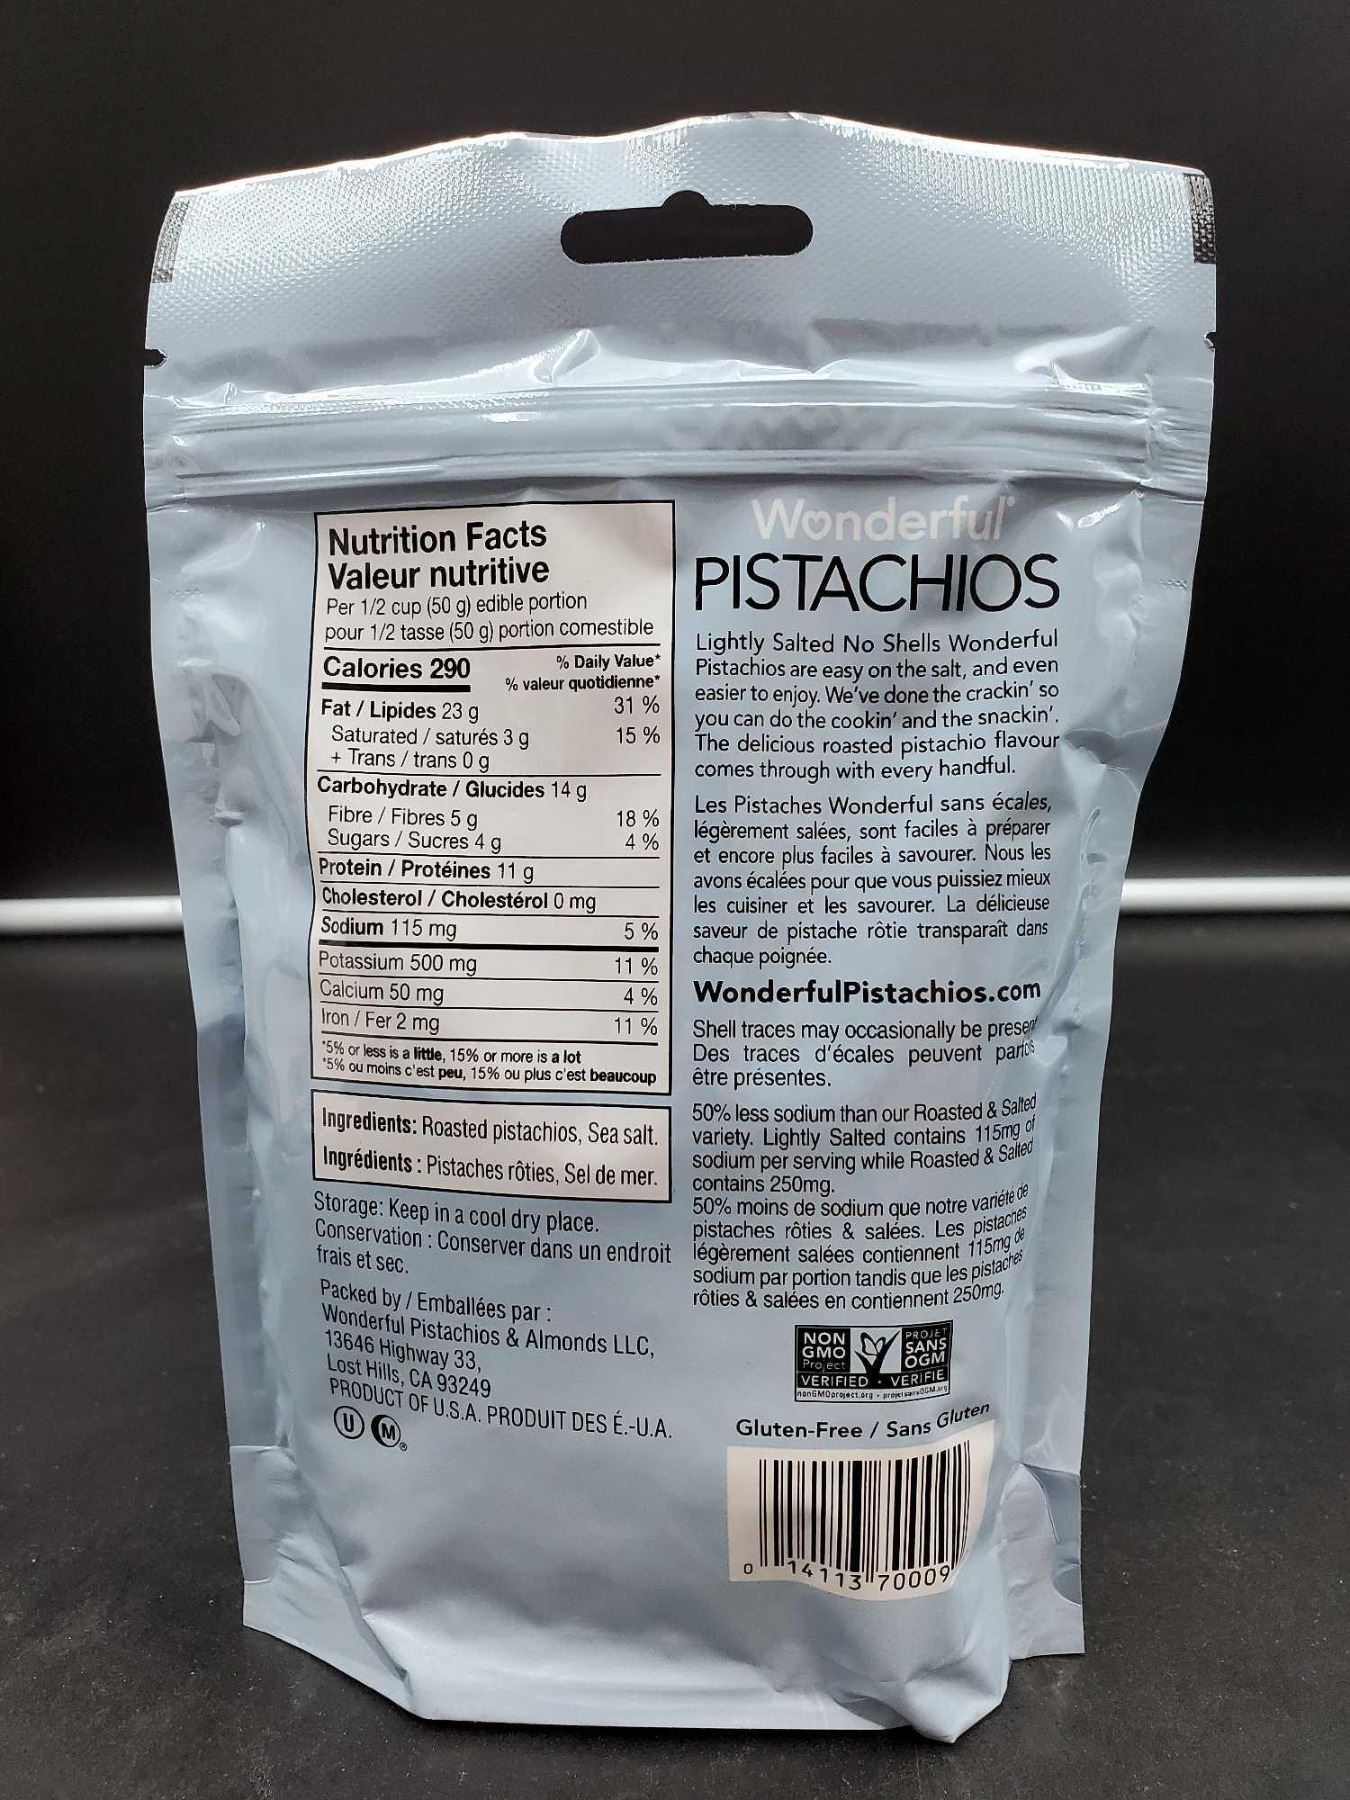 Nutrition Facts
Valeur nutritive
Per 1/2 cup (50 g) edible portion
pour 1/2 tasse (50 g) portion comestible
Calories 290
% Daily Value*
% valeur quotidienne*
Fat / Lipides 23 g 31 %
Saturated / saturés 3 g 15 %
+ Trans / trans 0 g
Carbohydrate / Glucides 14 g
Fibre / Fibres 5 g 18 %
Sugars / Sucres 4 g 4 %
Protein / Protéines 11 g
Cholesterol / Cholestérol 0 mg
Sodium 115 mg 5 %
Potassium 500 mg 11 %
Calcium 50 mg 4 %
Iron / Fer 2 mg 11 %
*5% or less is a little, 15% or more is a lot
*5% ou moins c'est peu, 15% ou plus c'est beaucoup
Ingredients: Roasted pistachios, Sea salt.
Ingrédients : Pistaches rôties, Sel de mer.
Storage: Keep in a cool dry place.
Conservation : Conserver dans un endroit
frais et sec.
Packed by / Emballées par :
Wonderful Pistachios & Almonds LLC,
13646 Highway 33,
Lost Hills, CA 93249
PRODUCT OF U.S.A. PRODUIT DES É.-U.A.
U M®
Wonderful®
PISTACHIOS
Lightly Salted No Shells Wonderful
Pistachios are easy on the salt, and even
easier to enjoy. We've done the crackin' so
you can do the cookin' and the snackin'.
The delicious roasted pistachio flavour
comes through with every handful.
Les Pistaches Wonderful sans écales,
légèrement salées, sont faciles à préparer
et encore plus faciles à savourer. Nous les
avons écalées pour que vous puissiez mieux
les cuisiner et les savourer. La délicieuse
saveur de pistache rôtie transparaît dans
chaque poignée.
WonderfulPistachios.com
Shell traces may occasionally be present
Des traces d'écales peuvent parfois
être présentes.
50% less sodium than our Roasted & Salted
variety. Lightly Salted contains 115mg of
sodium per serving while Roasted & Salted
contains 250mg.
50% moins de sodium que notre variété de
pistaches rôties & salées. Les pistaches
légèrement salées contiennent 115mg de
sodium par portion tandis que les pistaches
rôties & salées en contiennent 250mg.
NON GMO Project
PROJET SANS OGM
VERIFIED · VERIFIE
nonGMOproject.org - projetsansOGM.org
Gluten-Free / Sans Gluten
0 14113 70009